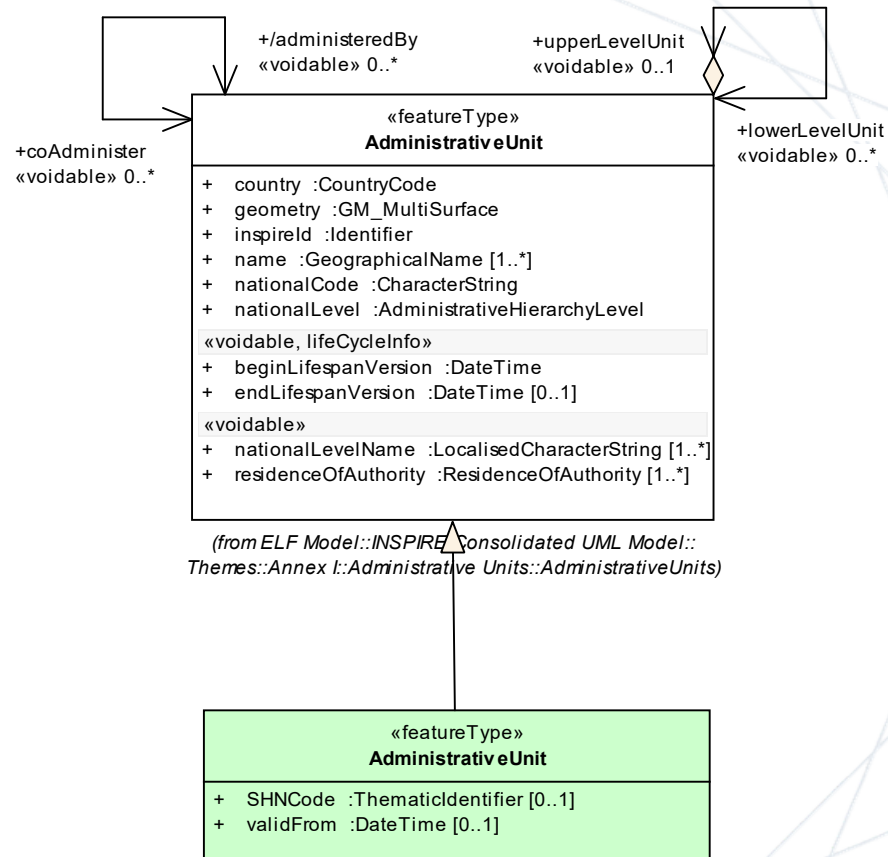 +/administeredBy
«voidable» 0..*
+upperLevelUnit
«voidable» 0..1
+coAdminister
«voidable» 0..*
+lowerLevelUnit
«voidable» 0..*
«featureType»
AdministrativeUnit
+ country :CountryCode
+ geometry :GM_MultiSurface
+ inspireId :Identifier
+ name :GeographicalName [1..*]
+ nationalCode :CharacterString
+ nationalLevel :AdministrativeHierarchyLevel
«voidable, lifeCycleInfo»
+ beginLifespanVersion :DateTime
+ endLifespanVersion :DateTime [0..1]
«voidable»
+ nationalLevelName :LocalisedCharacterString [1..*]
+ residenceOfAuthority :ResidenceOfAuthority [1..*]
(from ELF Model::INSPIRE Consolidated UML Model::
Themes::Annex I::Administrative Units::AdministrativeUnits)
«featureType»
AdministrativeUnit
+ SHNCode :ThematicIdentifier [0..1]
+ validFrom :DateTime [0..1]